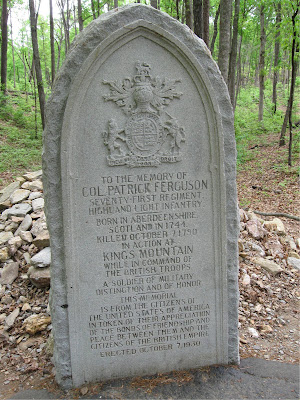 TO THE MEMORY OF
COL. PATRICK FERGUSON
SEVENTY-FIRST REGIMENT
HIGHLAND LIGHT INFANTRY
BORN IN ABERDEENSHIRE
SCOTLAND IN 1744
KILLED OCTOBER 7, 1780
IN ACTION AT
KINGS MOUNTAIN
WHILE IN COMMAND OF
THE BRITISH TROOPS
A SOLDIER OF MILITARY
DISTINCTION AND OF HONOR
THIS MEMORIAL
IS FROM THE CITIZENS OF
THE UNITED STATES OF AMERICA
IN TOKEN OF THEIR APPRECIATION
OF THE BONDS OF FRIENDSHIP AND
PEACE BETWEEN THEM AND THE
CITIZENS OF THE BRITISH EMPIRE
ERECTED OCTOBER 7, 1930